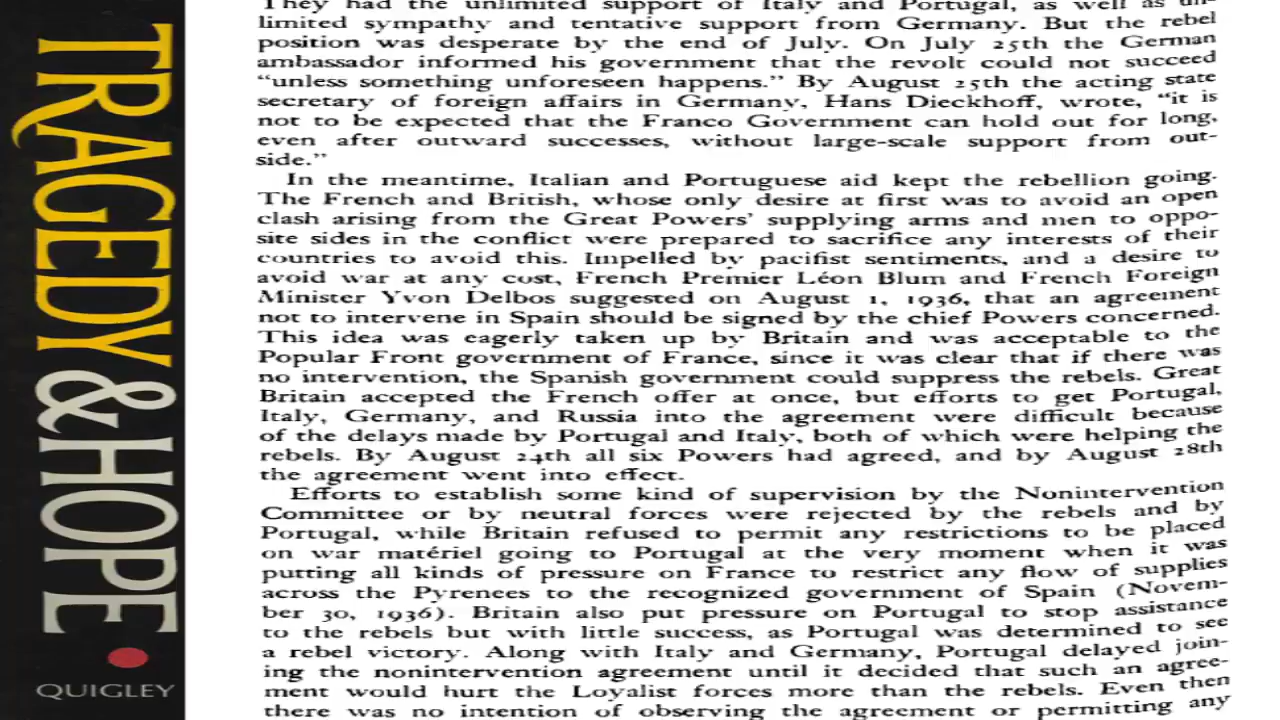 TRAGEDY & HOPE
QUIGLEY
They had the unlimited support of Italy and Portugal, as well as un-
limited sympathy and tentative support from Germany. But the rebel
position was desperate by the end of July. On July 25th the German
ambassador informed his government that the revolt could not succeed
“unless something unforeseen happens.” By August 25th the acting state
secretary of foreign affairs in Germany, Hans Dieckhoff, wrote, “it is
not to be expected that the Franco Government can hold out for long,
even after outward successes, without large-scale support from out-
side.”
In the meantime, Italian and Portuguese aid kept the rebellion going.
The French and British, whose only desire at first was to avoid an open
clash arising from the Great Powers’ supplying arms and men to oppo-
site sides in the conflict were prepared to sacrifice any interests of their
countries to avoid this. Impelled by pacifist sentiments, and a desire to
avoid war at any cost, French Premier Léon Blum and French Foreign
Minister Yvon Delbos suggested on August 1, 1936, that an agreement
not to intervene in Spain should be signed by the chief Powers concerned.
This idea was eagerly taken up by Britain and was acceptable to the
Popular Front government of France, since it was clear that if there was
no intervention, the Spanish government could suppress the rebels. Great
Britain accepted the French offer at once, but efforts to get Portugal,
Italy, Germany, and Russia into the agreement were difficult because
of the delays made by Portugal and Italy, both of which were helping the
rebels. By August 24th all six Powers had agreed, and by August 28th
the agreement went into effect.
Efforts to establish some kind of supervision by the Nonintervention
Committee or by neutral forces were rejected by the rebels and by
Portugal, while Britain refused to permit any restrictions to be placed
on war matériel going to Portugal at the very moment when it was
putting all kinds of pressure on France to restrict any flow of supplies
across the Pyrenees to the recognized government of Spain (Novem-
ber 30, 1936). Britain also put pressure on Portugal to stop assistance
to the rebels but with little success, as Portugal was determined to see
a rebel victory. Along with Italy and Germany, Portugal delayed join-
ing the nonintervention agreement until it decided that such an agree-
ment would hurt the Loyalist forces more than the rebels. Even then
there was no intention of observing the agreement or permitting any